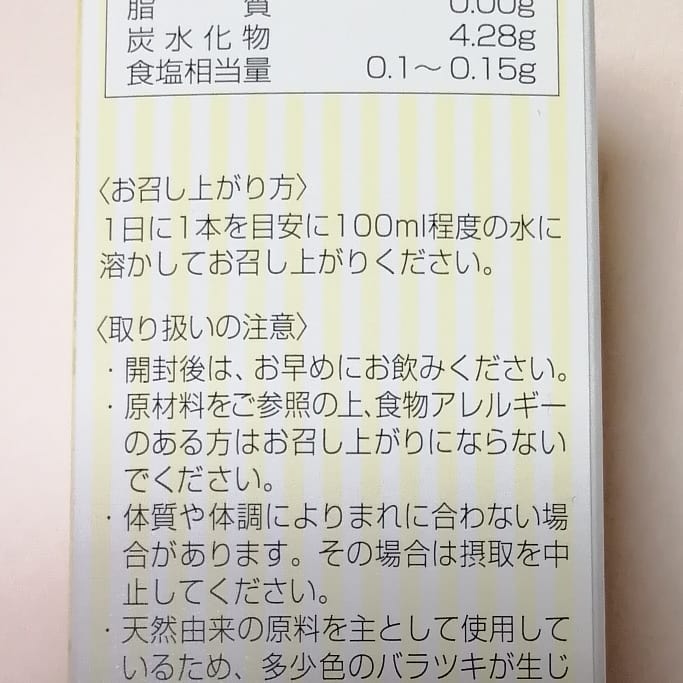 脂質 0.00g
炭水化物 4.28g
食塩相当量 0.1〜0.15g
〈お召し上がり方〉
1日に1本を目安に100ml程度の水に
溶かしてお召し上がりください。
〈取り扱いの注意〉
・開封後は、お早めにお飲みください。
・原材料をご参照の上、食物アレルギー
のある方はお召し上がりにならない
でください。
・体質や体調によりまれに合わない場
合があります。その場合は摂取を中
止してください。
・天然由来の原料を主として使用して
いるため、多少色のバラツキが生じ